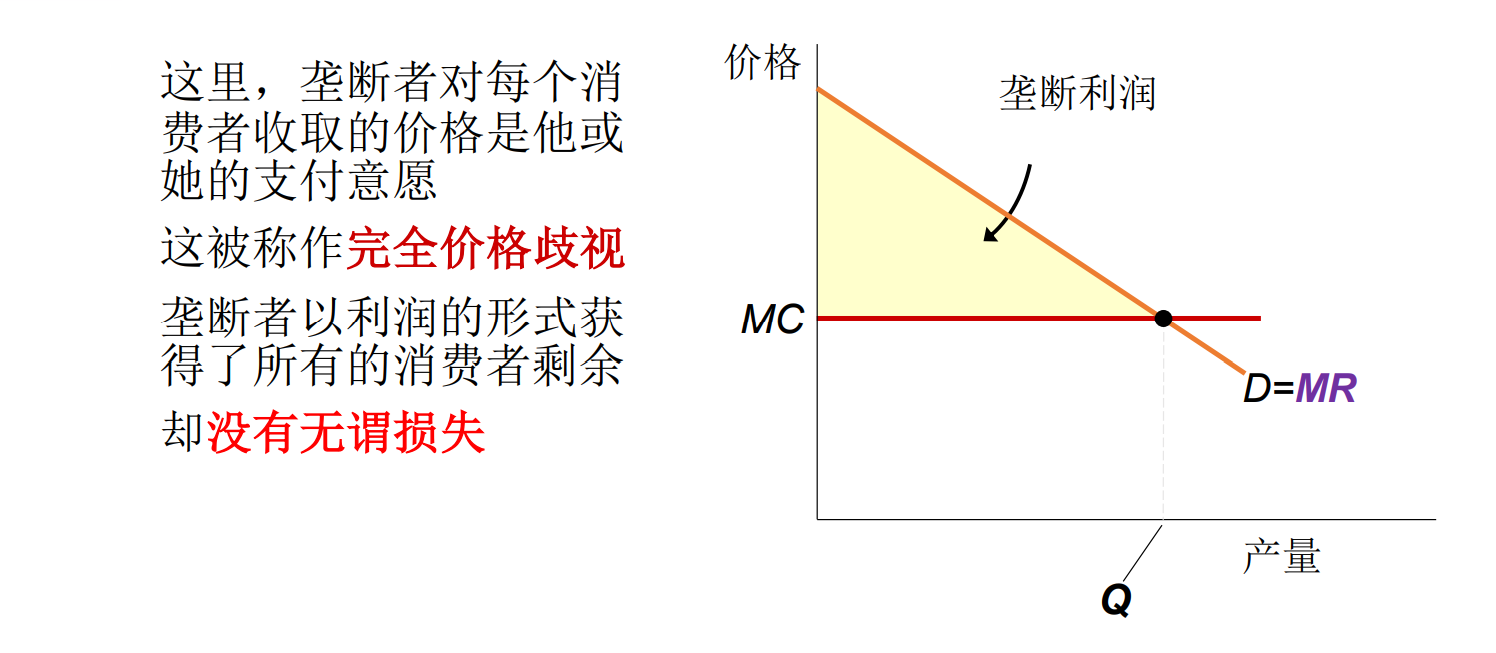 这里，垄断者对每个消
费者收取的价格是他或
她的支付意愿
这被称作完全价格歧视
垄断者以利润的形式获
得了所有的消费者剩余
却没有无谓损失
价格
垄断利润
MC
D=MR
产量
Q